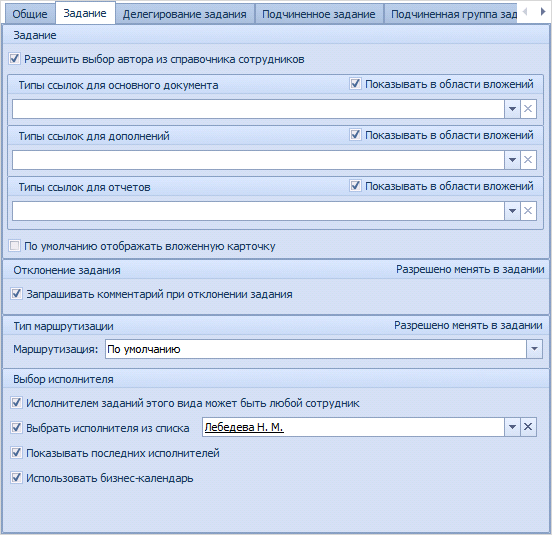 Общие Задание Делегирование задания Подчиненное задание Подчиненная группа зад
Задание
Разрешить выбор автора из справочника сотрудников
Типы ссылок для основного документа Показывать в области вложений
Типы ссылок для дополнений Показывать в области вложений
Типы ссылок для отчетов Показывать в области вложений
По умолчанию отображать вложенную карточку
Отклонение задания Разрешено менять в задании
Запрашивать комментарий при отклонении задания
Тип маршрутизации Разрешено менять в задании
Маршрутизация: По умолчанию
Выбор исполнителя
Исполнителем заданий этого вида может быть любой сотрудник
Выбрать исполнителя из списка Лебедева Н. М.
Показывать последних исполнителей
Использовать бизнес-календарь